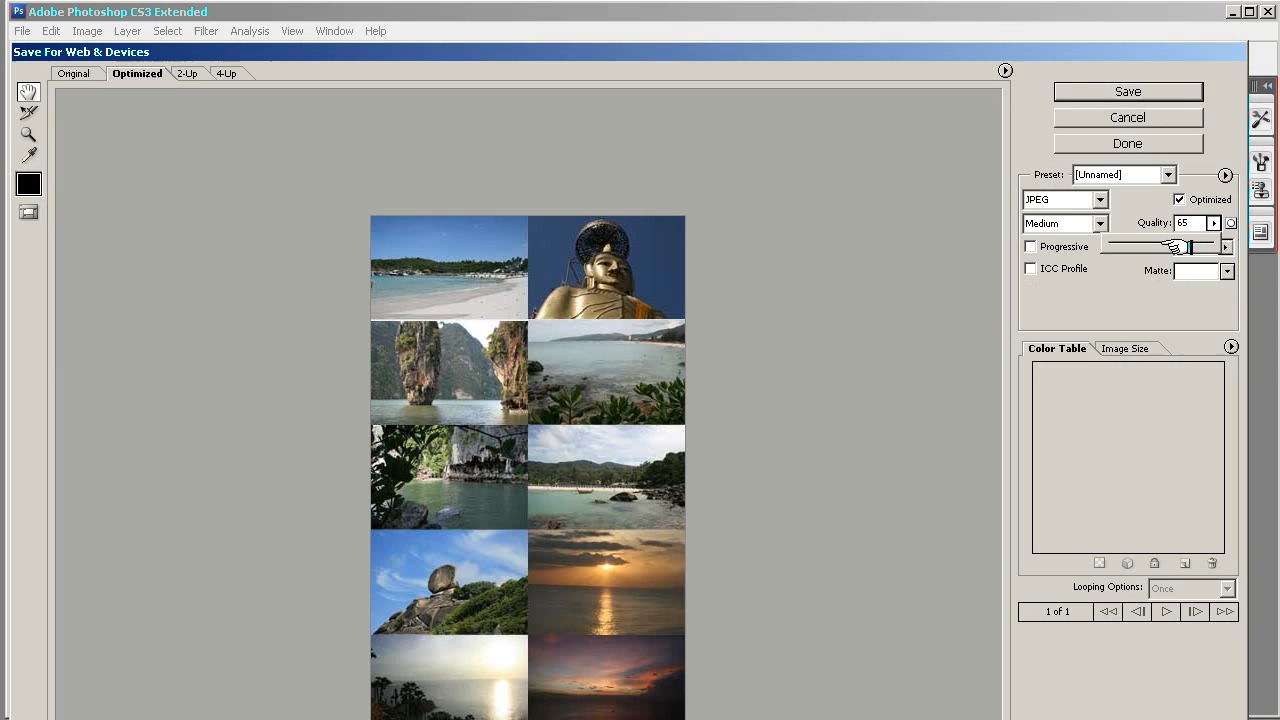 Ps Adobe Photoshop CS3 Extended
File Edit Image Layer Select Filter Analysis View Window Help
Save For Web & Devices
Original Optimized 2-Up 4-Up
Save
Cancel
Done
Preset: [Unnamed]
JPEG Optimized
Medium Quality: 65
Progressive
ICC Profile Matte:
Color Table Image Size
Looping Options: Once
1 of 1